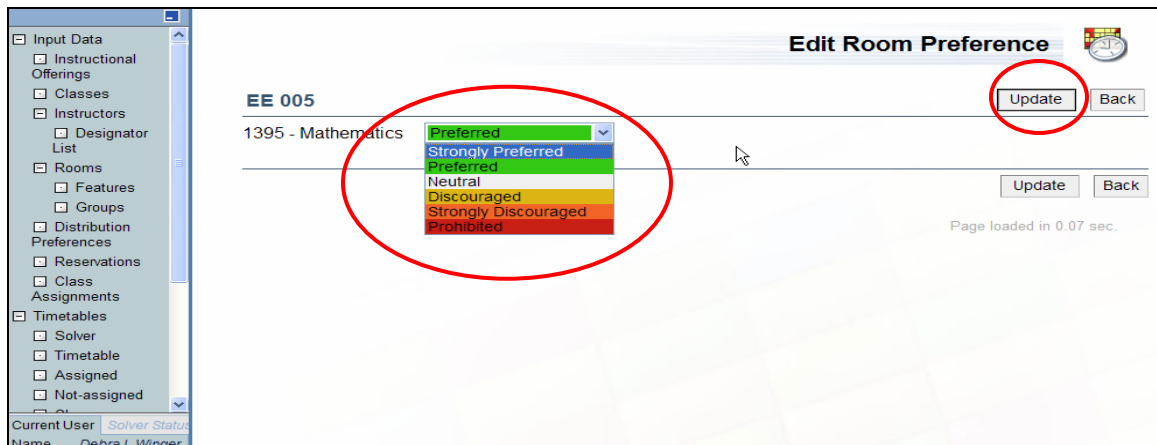 Input Data
Instructional
Offerings
Classes
Instructors
Designator
List
Rooms
Features
Groups
Distribution
Preferences
Reservations
Class
Assignments
Timetables
Solver
Timetable
Assigned
Not-assigned
Current User Solver Status
Name Debra L Winger
Edit Room Preference
EE 005
Update Back
1395 - Mathematics Preferred
Strongly Preferred
Preferred
Neutral
Discouraged
Strongly Discouraged
Prohibited
Update Back
Page loaded in 0.07 sec.